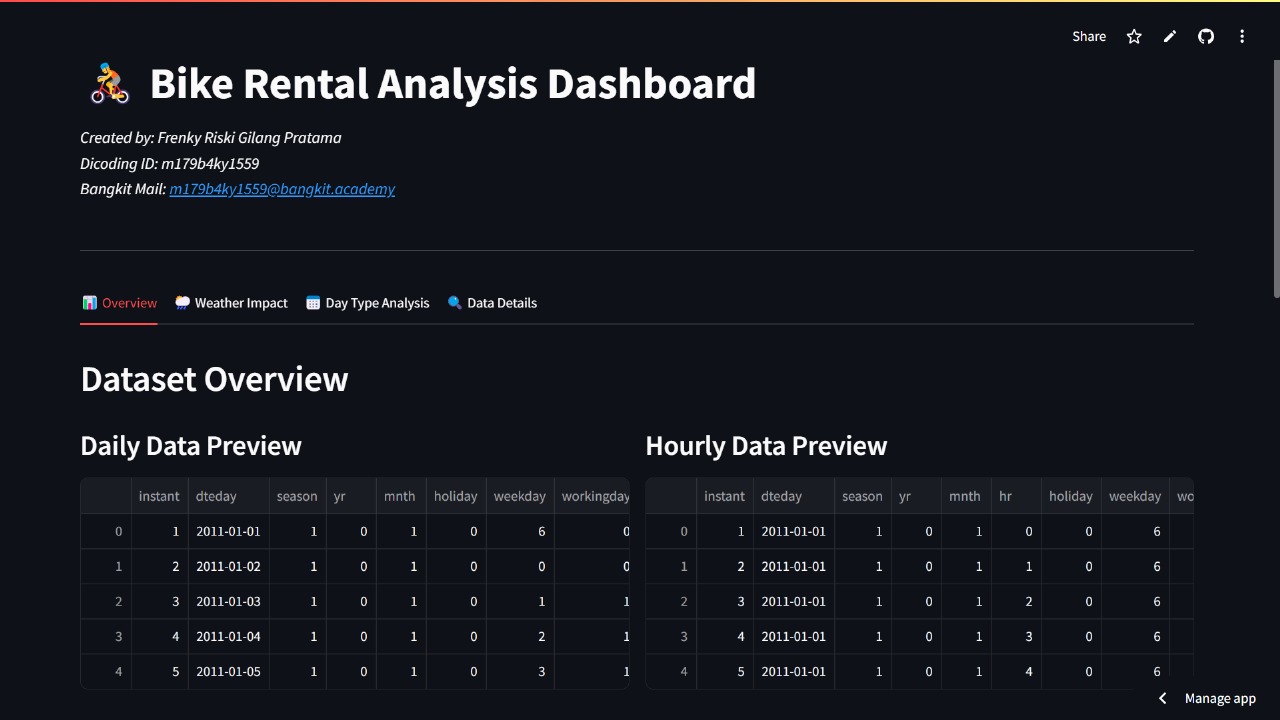 Share
Bike Rental Analysis Dashboard
Created by: Frenky Riski Gilang Pratama
Dicoding ID: m179b4ky1559
Bangkit Mail: m179b4ky1559@bangkit.academy
Overview Weather Impact Day Type Analysis Data Details
Dataset Overview
Daily Data Preview
instant dteday season yr mnth holiday weekday workingday
0 1 2011-01-01 1 0 1 0 6 0
1 2 2011-01-02 1 0 1 0 0 0
2 3 2011-01-03 1 0 1 0 1 1
3 4 2011-01-04 1 0 1 0 2 1
4 5 2011-01-05 1 0 1 0 3 1
Hourly Data Preview
instant dteday season yr mnth hr holiday weekday wo
0 1 2011-01-01 1 0 1 0 0 6
1 2 2011-01-01 1 0 1 1 0 6
2 3 2011-01-01 1 0 1 2 0 6
3 4 2011-01-01 1 0 1 3 0 6
4 5 2011-01-01 1 0 1 4 0 6
Manage app